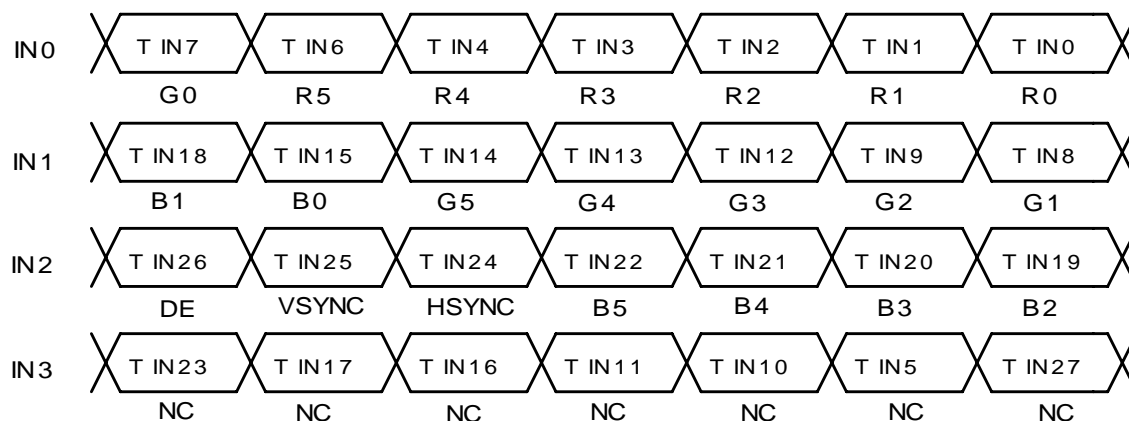 IN0 T IN7 T IN6 T IN4 T IN3 T IN2 T IN1 T IN0
G0 R5 R4 R3 R2 R1 R0
IN1 T IN18 T IN15 T IN14 T IN13 T IN12 T IN9 T IN8
B1 B0 G5 G4 G3 G2 G1
IN2 T IN26 T IN25 T IN24 T IN22 T IN21 T IN20 T IN19
DE VSYNC HSYNC B5 B4 B3 B2
IN3 T IN23 T IN17 T IN16 T IN11 T IN10 T IN5 T IN27
NC NC NC NC NC NC NC